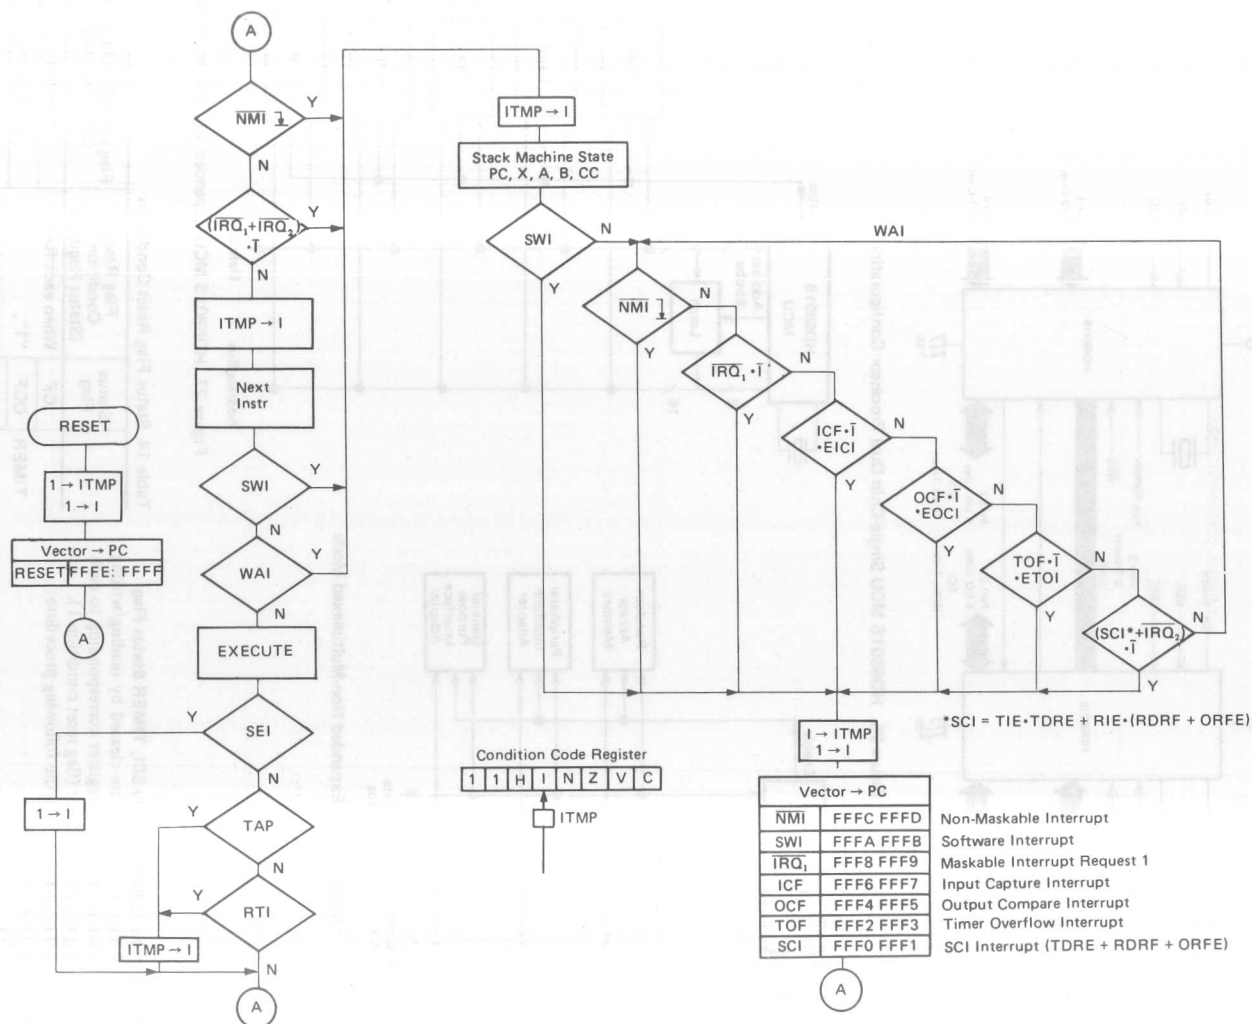 A
NMI
Y
N
(IRQ1+IRQ2)
·I
Y
N
ITMP → I
Next
Instr
SWI
Y
N
WAI
Y
N
EXECUTE
SEI
Y
N
1 → I
TAP
Y
N
RTI
Y
N
ITMP → I
A
RESET
1 → ITMP
1 → I
Vector → PC
RESET FFFE: FFFF
A
ITMP → I
Stack Machine State
PC, X, A, B, CC
SWI
N
Y
WAI
NMI
N
Y
IRQ1 · I
N
Y
ICF·I
·EICI
N
Y
OCF·I
·EOCI
N
Y
TOF·I
·ETOI
N
Y
(SCI*+IRQ2)
·I
N
Y
*SCI = TIE·TDRE + RIE·(RDRF + ORFE)
I → ITMP
1 → I
Condition Code Register
1 1 H I N Z V C
ITMP
Vector → PC
NMI FFFC FFFD Non-Maskable Interrupt
SWI FFFA FFFB Software Interrupt
IRQ1 FFF8 FFF9 Maskable Interrupt Request 1
ICF FFF6 FFF7 Input Capture Interrupt
OCF FFF4 FFF5 Output Compare Interrupt
TOF FFF2 FFF3 Timer Overflow Interrupt
SCI FFF0 FFF1 SCI Interrupt (TDRE + RDRF + ORFE)
A